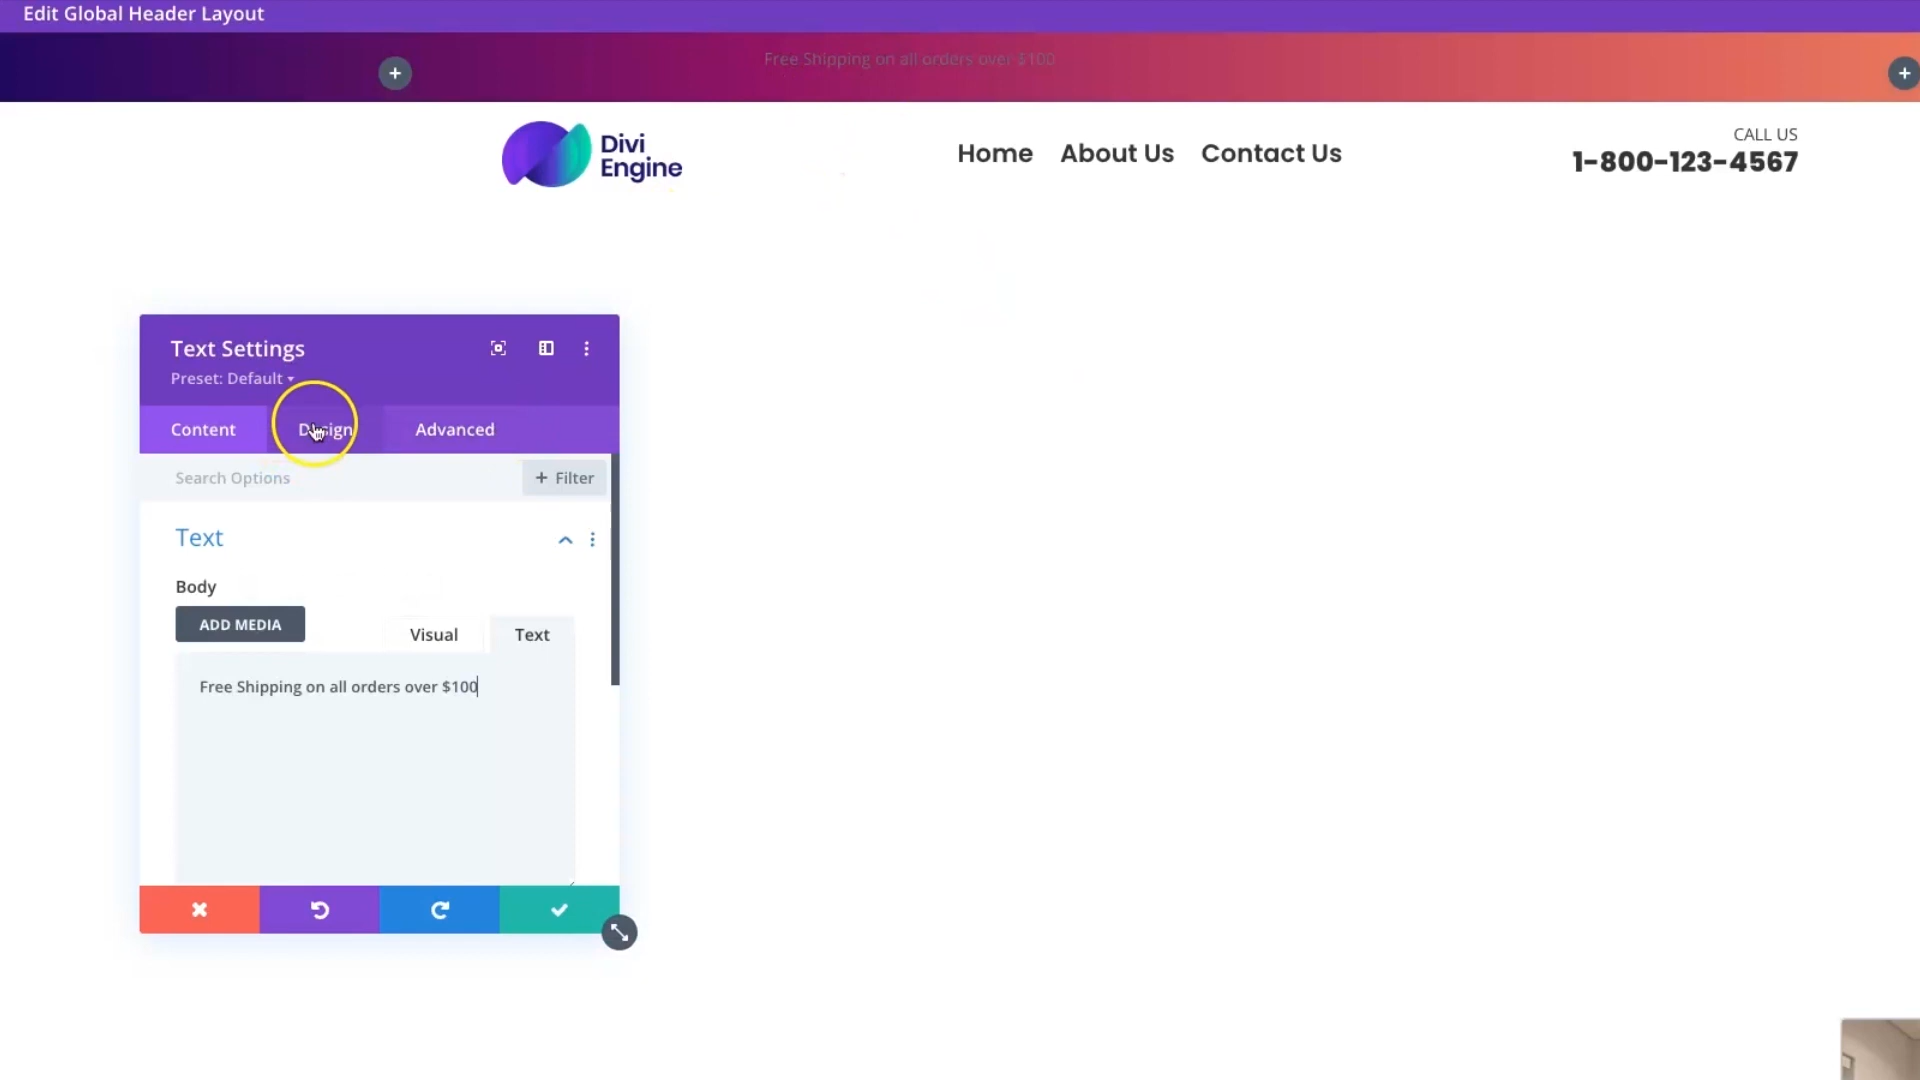 Edit Global Header Layout
Free Shipping on all orders over $100
Divi
Engine
Home About Us Contact Us
CALL US
1-800-123-4567
Text Settings
Preset: Default
Content Design Advanced
Search Options
+ Filter
Text
Body
ADD MEDIA
Visual Text
Free Shipping on all orders over $100